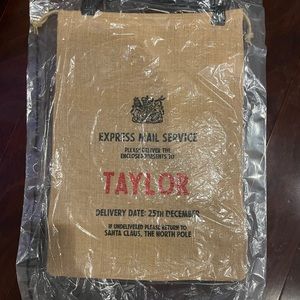 EXPRESS MAIL SERVICE
PLEASE DELIVER THE
ENCLOSED PRESENTS TO
TAYLOR
DELIVERY DATE: 25TH DECEMBER
IF UNDELIVERED PLEASE RETURN TO
SANTA CLAUS, THE NORTH POLE